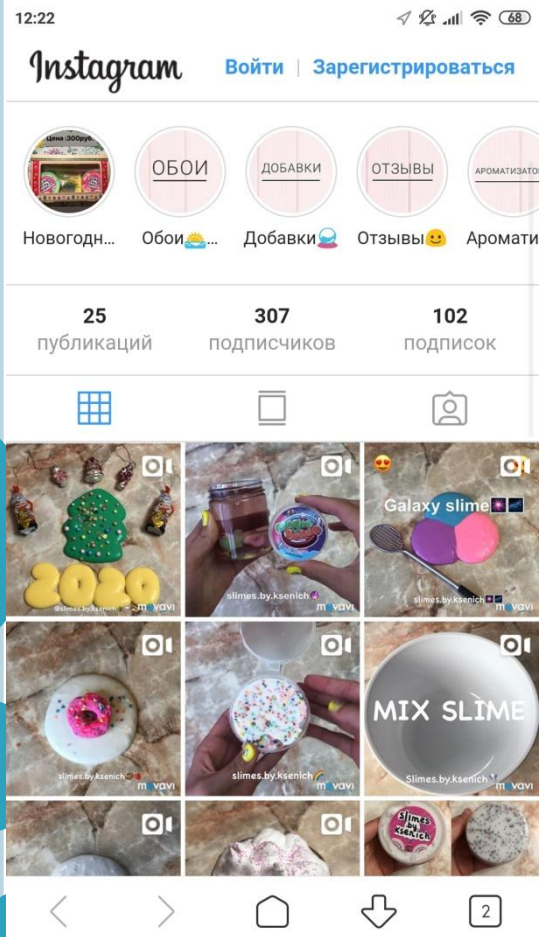 12:22
68
Instagram
Войти | Зарегистрироваться
Цена :300руб
ОБОИ
ДОБАВКИ
ОТЗЫВЫ
АРОМАТИЗАТО
Новогодн...
Обои🌅...
Добавки🔮
Отзывы🙂
Аромати
25
307
102
публикаций
подписчиков
подписок
Galaxy slime
2020
@slimes.by.ksenich
movavi
slimes.by.ksenich
movavi
slimes.by.ksenich
movavi
MIX SLIME
slimes.by.ksenich
movavi
slimes.by.ksenich
movavi
Slimes.by.ksenich
movavi
Slimes
by
ksenich
2